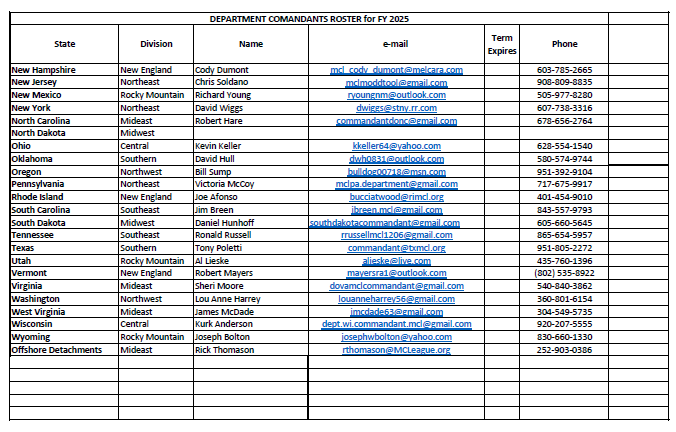 DEPARTMENT COMANDANTS ROSTER for FY 2025
State Division Name e-mail Term Expires Phone
New Hampshire New England Cody Dumont mcl_cody_dumont@melcara.com 603-785-2665
New Jersey Northeast Chris Soldano mclmoddtool@gmail.com 908-809-8835
New Mexico Rocky Mountain Richard Young ryoungnm@outlook.com 505-977-8280
New York Northeast David Wiggs dwiggs@stny.rr.com 607-738-3316
North Carolina Mideast Robert Hare commandantdonc@gmail.com 678-656-2764
North Dakota Midwest
Ohio Central Kevin Keller kkeller64@yahoo.com 628-554-1540
Oklahoma Southern David Hull dwh0831@outlook.com 580-574-9744
Oregon Northwest Bill Sump bulldog00718@msn.com 951-392-9104
Pennsylvania Northeast Victoria McCoy mclpa.department@gmail.com 717-675-9917
Rhode Island New England Joe Afonso bucciatwood@rimcl.org 401-454-9010
South Carolina Southeast Jim Breen jbreen.mcl@gmail.com 843-557-9793
South Dakota Midwest Daniel Hunhoff southdakotacommandant@gmail.com 605-660-5645
Tennessee Southeast Ronald Russell rrussellmcl1206@gmail.com 865-654-5957
Texas Southern Tony Poletti commandant@txmcl.org 951-805-2272
Utah Rocky Mountain Al Lieske alieske@live.com 435-760-1396
Vermont New England Robert Mayers mayersra1@outlook.com (802) 535-8922
Virginia Mideast Sheri Moore dovamclcommandant@gmail.com 540-840-3862
Washington Northwest Lou Anne Harrey louanneharrey56@gmail.com 360-801-6154
West Virginia Mideast James McDade jmcdade63@gmail.com 304-549-5735
Wisconsin Central Kurk Anderson dept.wi.commandant.mcl@gmail.com 920-207-5555
Wyoming Rocky Mountain Joseph Bolton josephwbolton@yahoo.com 830-660-1330
Offshore Detachments Mideast Rick Thomason rthomason@MCLeague.org 252-903-0386